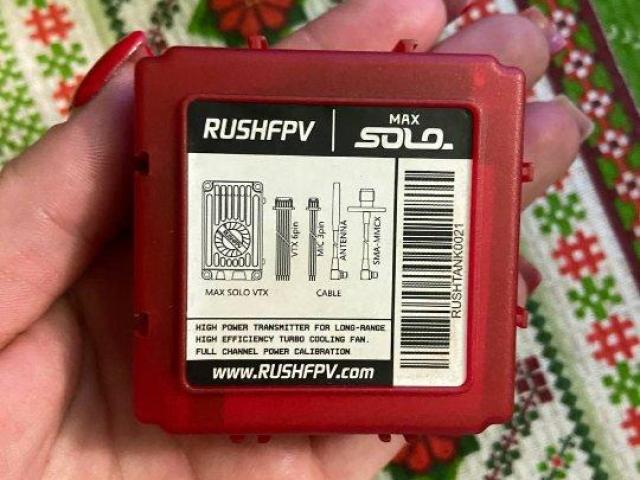 RUSHFPV
MAX
SOLO
VTX 6pin
MIC 3pin
ANTENNA
SMA-MMCX
MAX SOLO VTX
CABLE
RUSHTANK0021
HIGH POWER TRANSMITTER FOR LONG-RANGE
HIGH EFFICIENCY TURBO COOLING FAN.
FULL CHANNEL POWER CALIBRATION
www.RUSHFPV.com